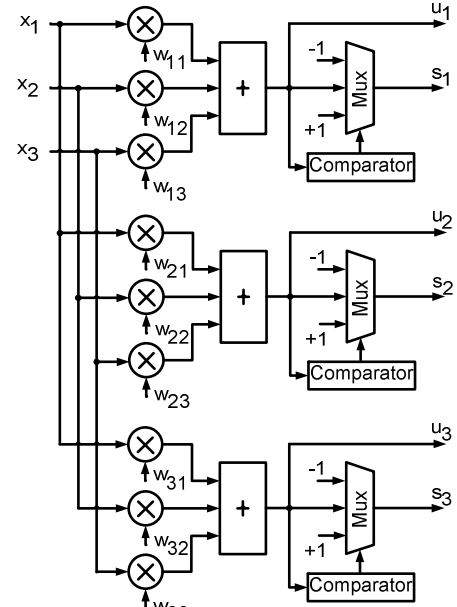 x1
u1
-1
w11
x2
+
Mux
s1
w12
+1
x3
Comparator
w13
u2
-1
w21
+
Mux
s2
w22
+1
Comparator
w23
u3
-1
w31
+
Mux
s3
w32
+1
Comparator